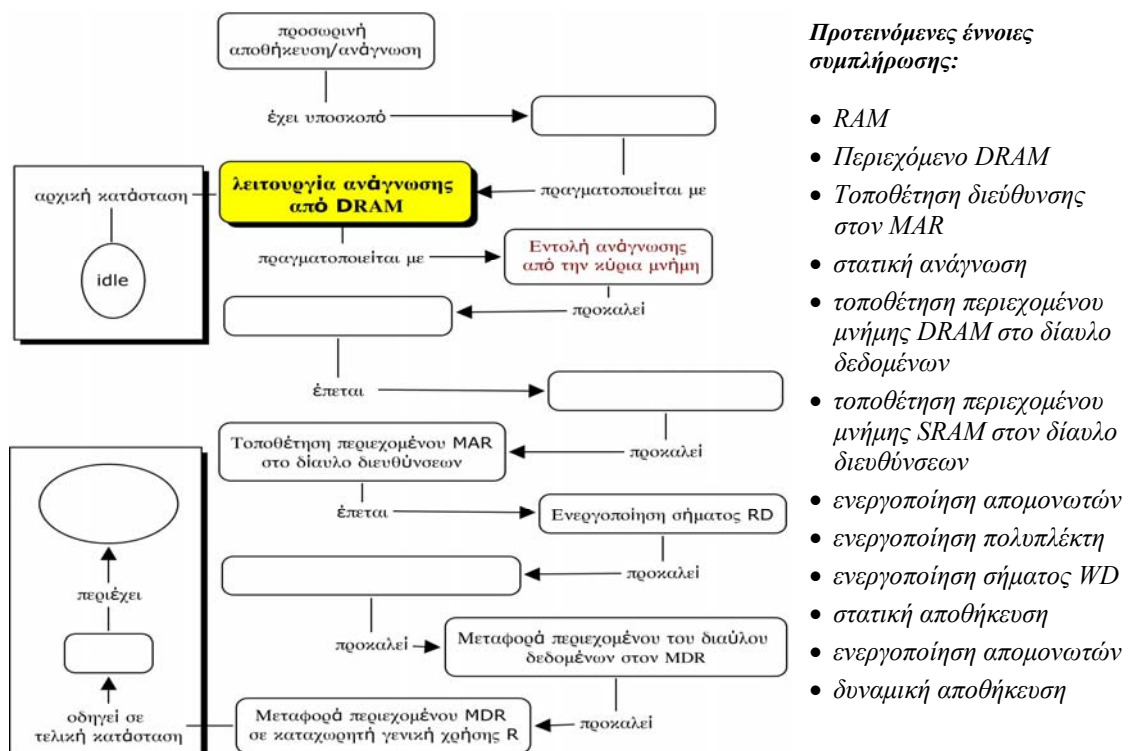 προσωρινή
αποθήκευση/ανάγνωση
έχει υποσκοπό
πραγματοποιείται με
αρχική κατάσταση
λειτουργία ανάγνωσης
από DRAM
idle
πραγματοποιείται με
Εντολή ανάγνωσης
από την κύρια μνήμη
προκαλεί
έπεται
Τοποθέτηση περιεχομένου MAR
στο δίαυλο διευθύνσεων
προκαλεί
έπεται
Ενεργοποίηση σήματος RD
προκαλεί
περιέχει
προκαλεί
Μεταφορά περιεχομένου του διαύλου
δεδομένων στον MDR
οδηγεί σε
τελική κατάσταση
Μεταφορά περιεχομένου MDR
σε καταχωρητή γενική χρήσης R
προκαλεί
Προτεινόμενες έννοιες
συμπλήρωσης:
• RAM
• Περιεχόμενο DRAM
• Τοποθέτηση διεύθυνσης
στον MAR
• στατική ανάγνωση
• τοποθέτηση περιεχομένου
μνήμης DRAM στο δίαυλο
δεδομένων
• τοποθέτηση περιεχομένου
μνήμης SRAM στον δίαυλο
διευθύνσεων
• ενεργοποίηση απομονωτών
• ενεργοποίηση πολυπλέκτη
• ενεργοποίηση σήματος WD
• στατική αποθήκευση
• ενεργοποίηση απομονωτών
• δυναμική αποθήκευση